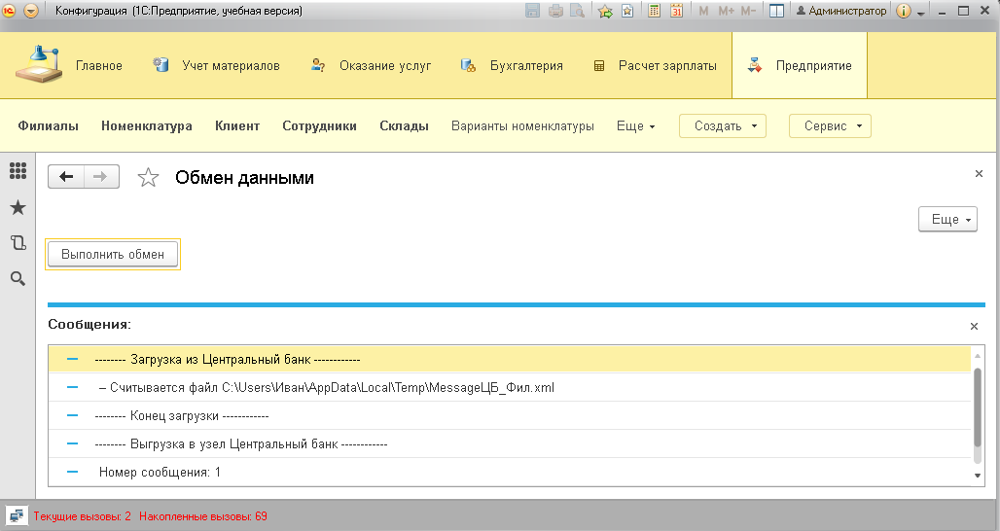 Конфигурация (1С:Предприятие, учебная версия)
M M+ M- Администратор
Главное Учет материалов Оказание услуг Бухгалтерия Расчет зарплаты Предприятие
Филиалы Номенклатура Клиент Сотрудники Склады Варианты номенклатуры Еще Создать Сервис
Обмен данными
Еще
Выполнить обмен
Сообщения:
-------- Загрузка из Центральный банк ------------
– Считывается файл C:\Users\Иван\AppData\Local\Temp\MessageЦБ_Фил.xml
-------- Конец загрузки ------------
-------- Выгрузка в узел Центральный банк ------------
Номер сообщения: 1
Текущие вызовы: 2 Накопленные вызовы: 69